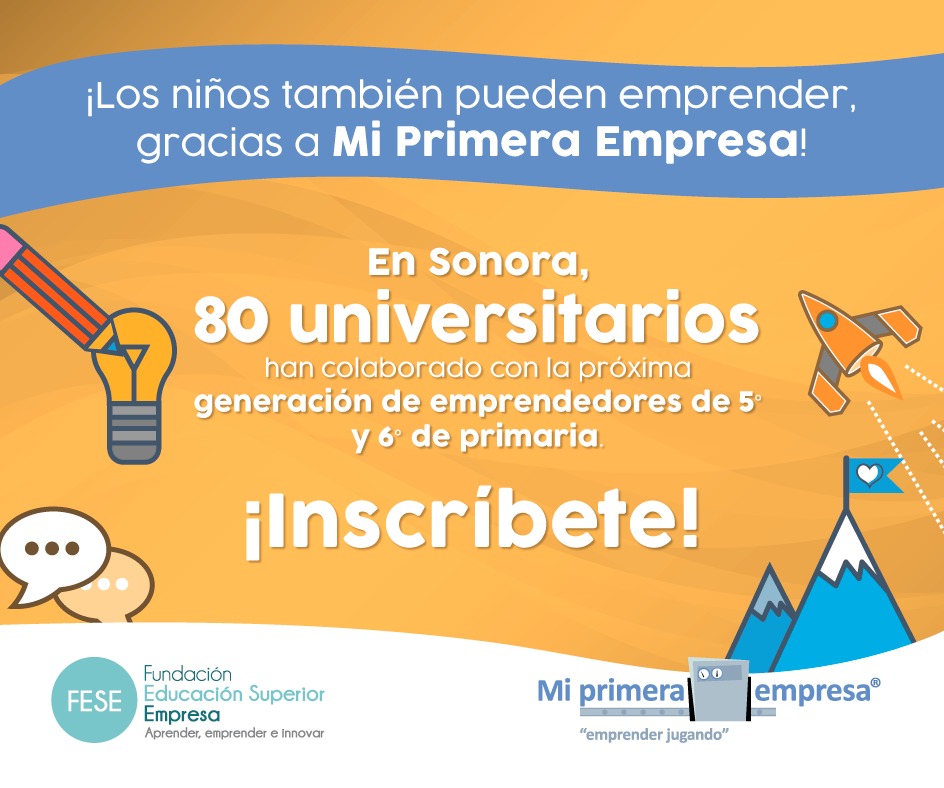 ¡Los niños también pueden emprender,
gracias a Mi Primera Empresa!
En Sonora,
80 universitarios
han colaborado con la próxima
generación de emprendedores de 5°
y 6° de primaria.
¡Inscríbete!
FESE
Fundación
Educación Superior
Empresa
Aprender, emprender e Innovar
Mi primera empresa®
“emprender jugando”